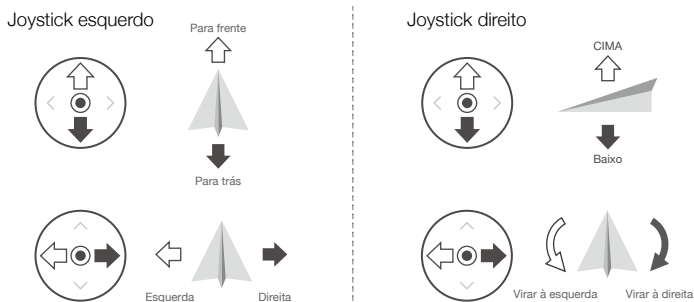 Joystick esquerdo
Para frente
Para trás
Esquerda
Direita
Joystick direito
CIMA
Baixo
Virar à esquerda
Virar à direita